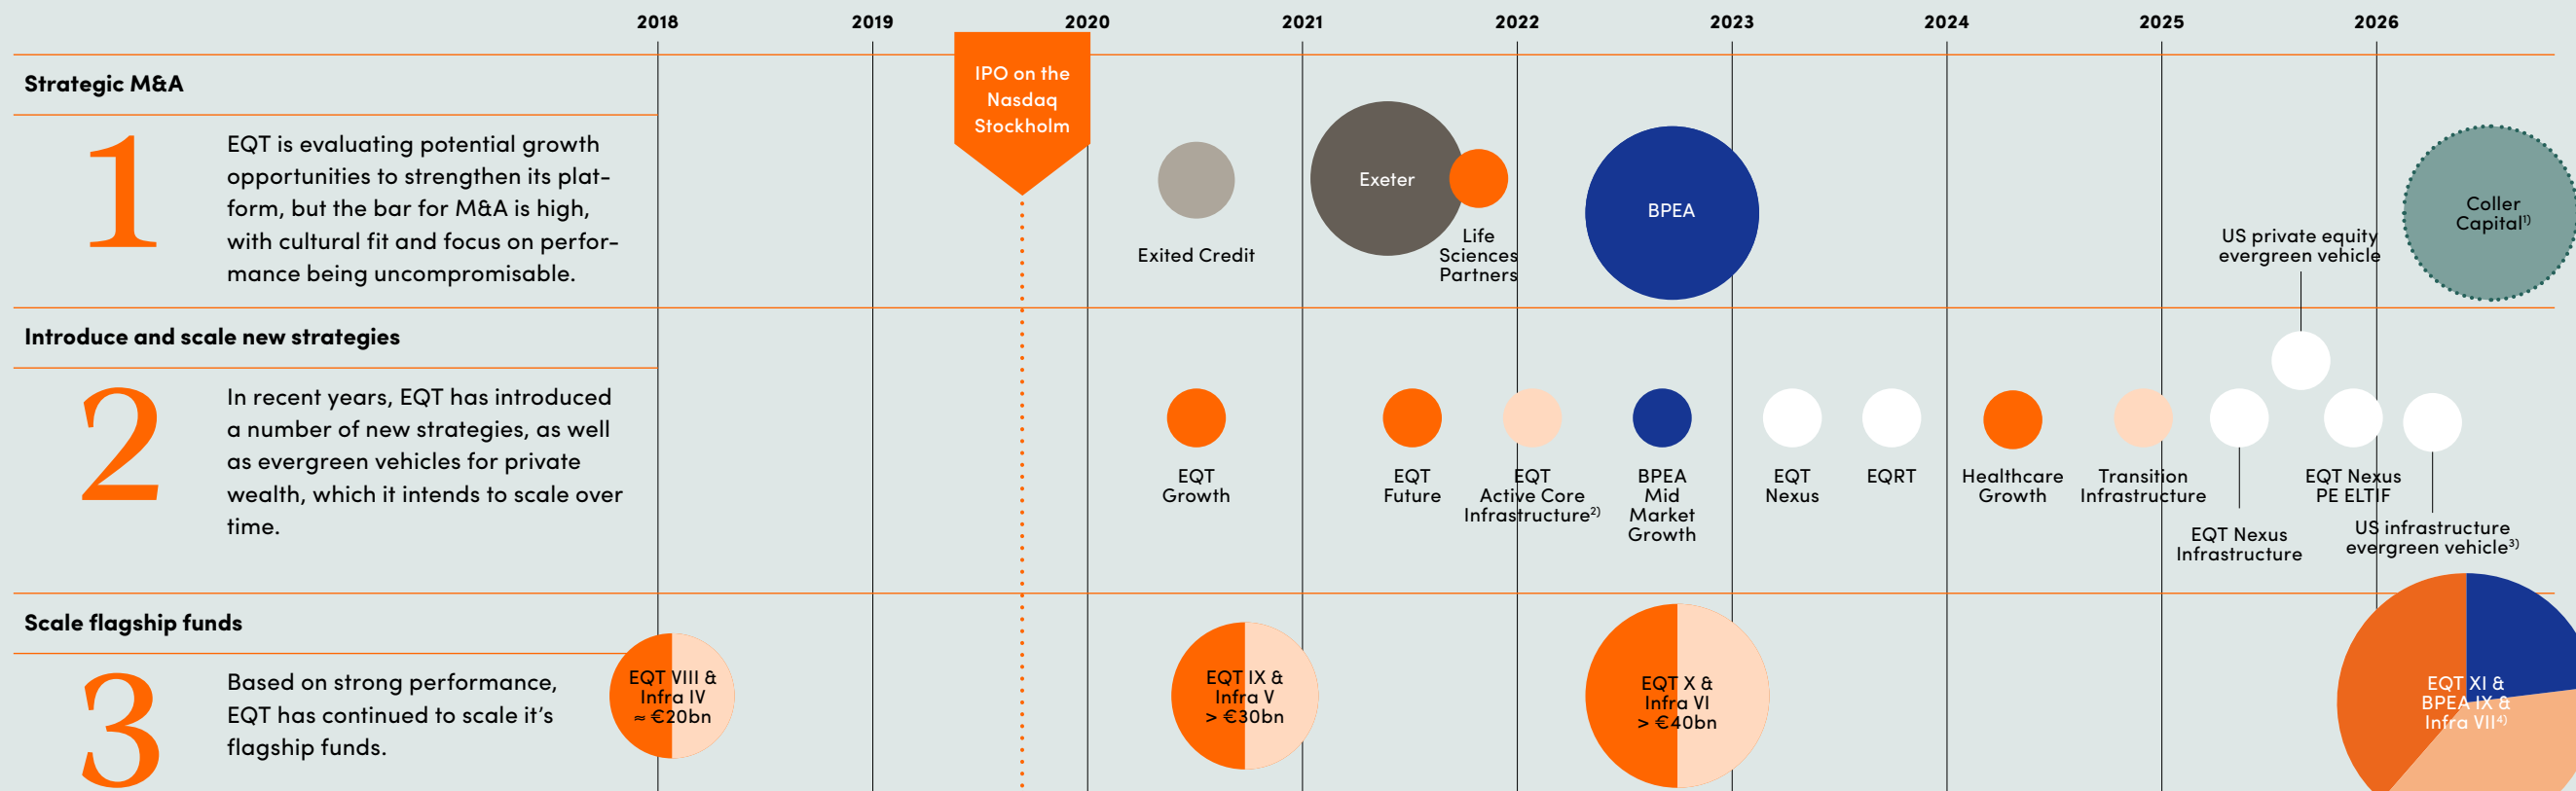 2018 2019 2020 2021 2022 2023 2024 2025 2026
Strategic M&A
1
EQT is evaluating potential growth
opportunities to strengthen its plat-
form, but the bar for M&A is high,
with cultural fit and focus on perfor-
mance being uncompromisable.
IPO on the
Nasdaq
Stockholm
Exited Credit
Exeter
Life
Sciences
Partners
BPEA
US private equity
evergreen vehicle
Coller
Capital¹⁾
Introduce and scale new strategies
2
In recent years, EQT has introduced
a number of new strategies, as well
as evergreen vehicles for private
wealth, which it intends to scale over
time.
EQT
Growth
EQT
Future
EQT
Active Core
Infrastructure²⁾
BPEA
Mid
Market
Growth
EQT
Nexus
EQRT
Healthcare
Growth
Transition
Infrastructure
EQT Nexus
Infrastructure
EQT Nexus
PE ELTIF
US infrastructure
evergreen vehicle³⁾
Scale flagship funds
3
Based on strong performance,
EQT has continued to scale it’s
flagship funds.
EQT VIII &
Infra IV
≈ €20bn
EQT IX &
Infra V
> €30bn
EQT X &
Infra VI
> €40bn
EQT XI &
BPEA IX &
Infra VII⁴⁾